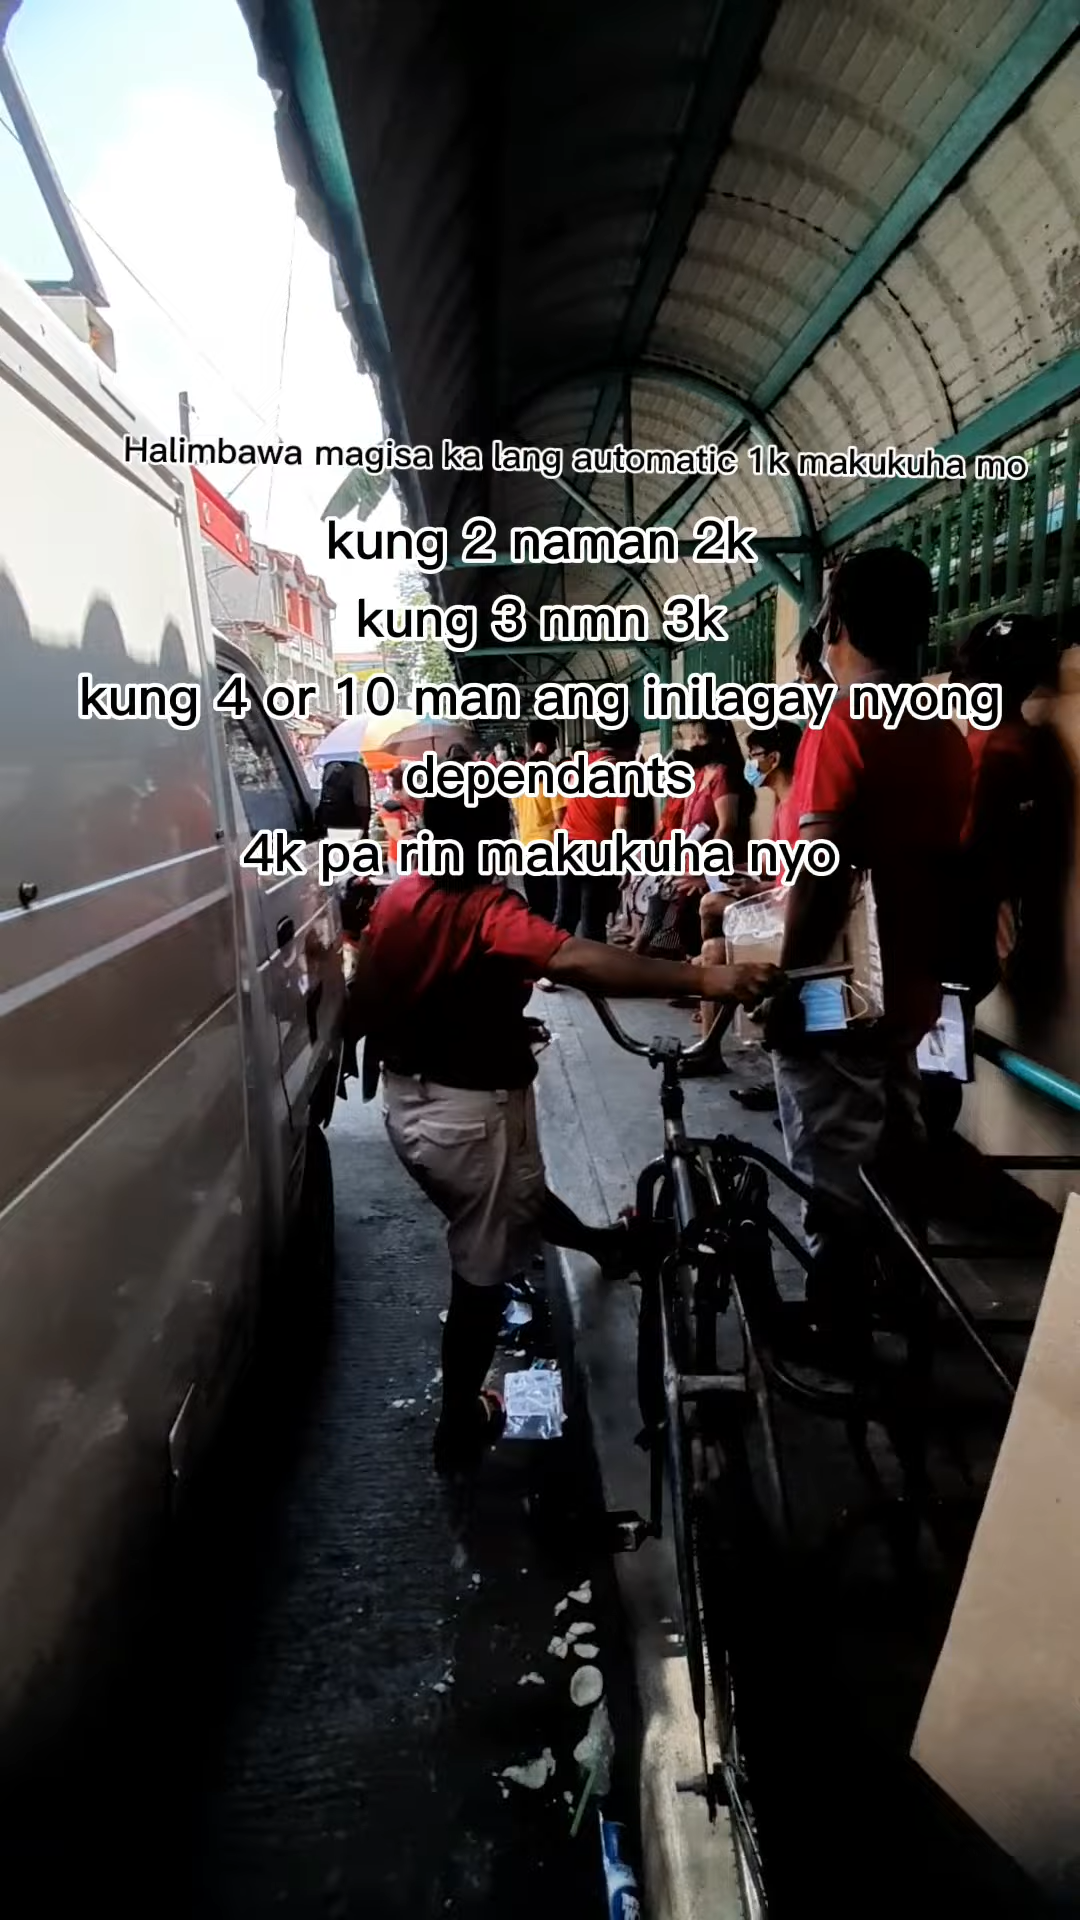 Halimbawa magisa ka lang automatic 1k makukuha mo
kung 2 naman 2k
kung 3 nmn 3k
kung 4 or 10 man ang inilagay nyong
dependants
4k pa rin makukuha nyo